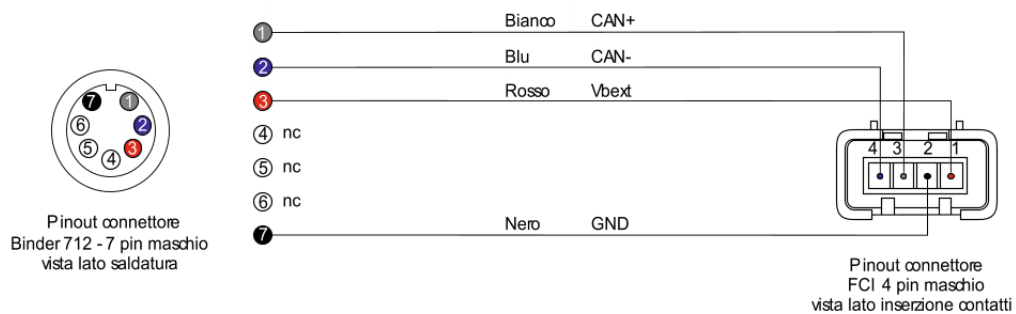 1 Bianco CAN+
2 Blu CAN-
3 Rosso Vbext
4 nc
5 nc
6 nc
7 Nero GND
7 1
6 2
5 3
4
Pinout connettore
Binder 712 - 7 pin maschio
vista lato saldatura
4 3 2 1
Pinout connettore
FCI 4 pin maschio
vista lato inserzione contatti